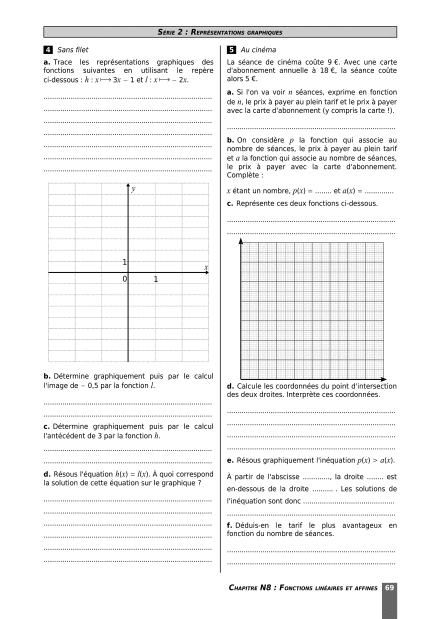 SÉRIE 2 : REPRÉSENTATIONS GRAPHIQUES
4 Sans filet
a. Trace les représentations graphiques des
fonctions suivantes en utilisant le repère
ci-dessous : h : x ⟼ 3x − 1 et l : x ⟼ − 2x.
................................................................
................................................................
................................................................
................................................................
................................................................
................................................................
................................................................
y
1
x
0 1
b. Détermine graphiquement puis par le calcul
l'image de − 0,5 par la fonction l.
................................................................
................................................................
c. Détermine graphiquement puis par le calcul
l'antécédent de 3 par la fonction h.
................................................................
................................................................
d. Résous l'équation h(x) = l(x). À quoi correspond
la solution de cette équation sur le graphique ?
................................................................
................................................................
................................................................
................................................................
................................................................
................................................................
5 Au cinéma
La séance de cinéma coûte 9 €. Avec une carte
d'abonnement annuelle à 18 €, la séance coûte
alors 5 €.
a. Si l'on va voir n séances, exprime en fonction
de n, le prix à payer au plein tarif et le prix à payer
avec la carte d'abonnement (y compris la carte !).
................................................................
b. On considère p la fonction qui associe au
nombre de séances, le prix à payer au plein tarif
et a la fonction qui associe au nombre de séances,
le prix à payer avec la carte d'abonnement.
Complète :
x étant un nombre, p(x) = ........ et a(x) = ..............
c. Représente ces deux fonctions ci-dessous.
................................................................
................................................................
d. Calcule les coordonnées du point d'intersection
des deux droites. Interprète ces coordonnées.
................................................................
................................................................
................................................................
................................................................
e. Résous graphiquement l'inéquation p(x) > a(x).
À partir de l'abscisse ............., la droite ........ est
en-dessous de la droite .......... . Les solutions de
l'inéquation sont donc ......................................
................................................................
f. Déduis-en le tarif le plus avantageux en
fonction du nombre de séances.
................................................................
................................................................
CHAPITRE N8 : FONCTIONS LINÉAIRES ET AFFINES 69